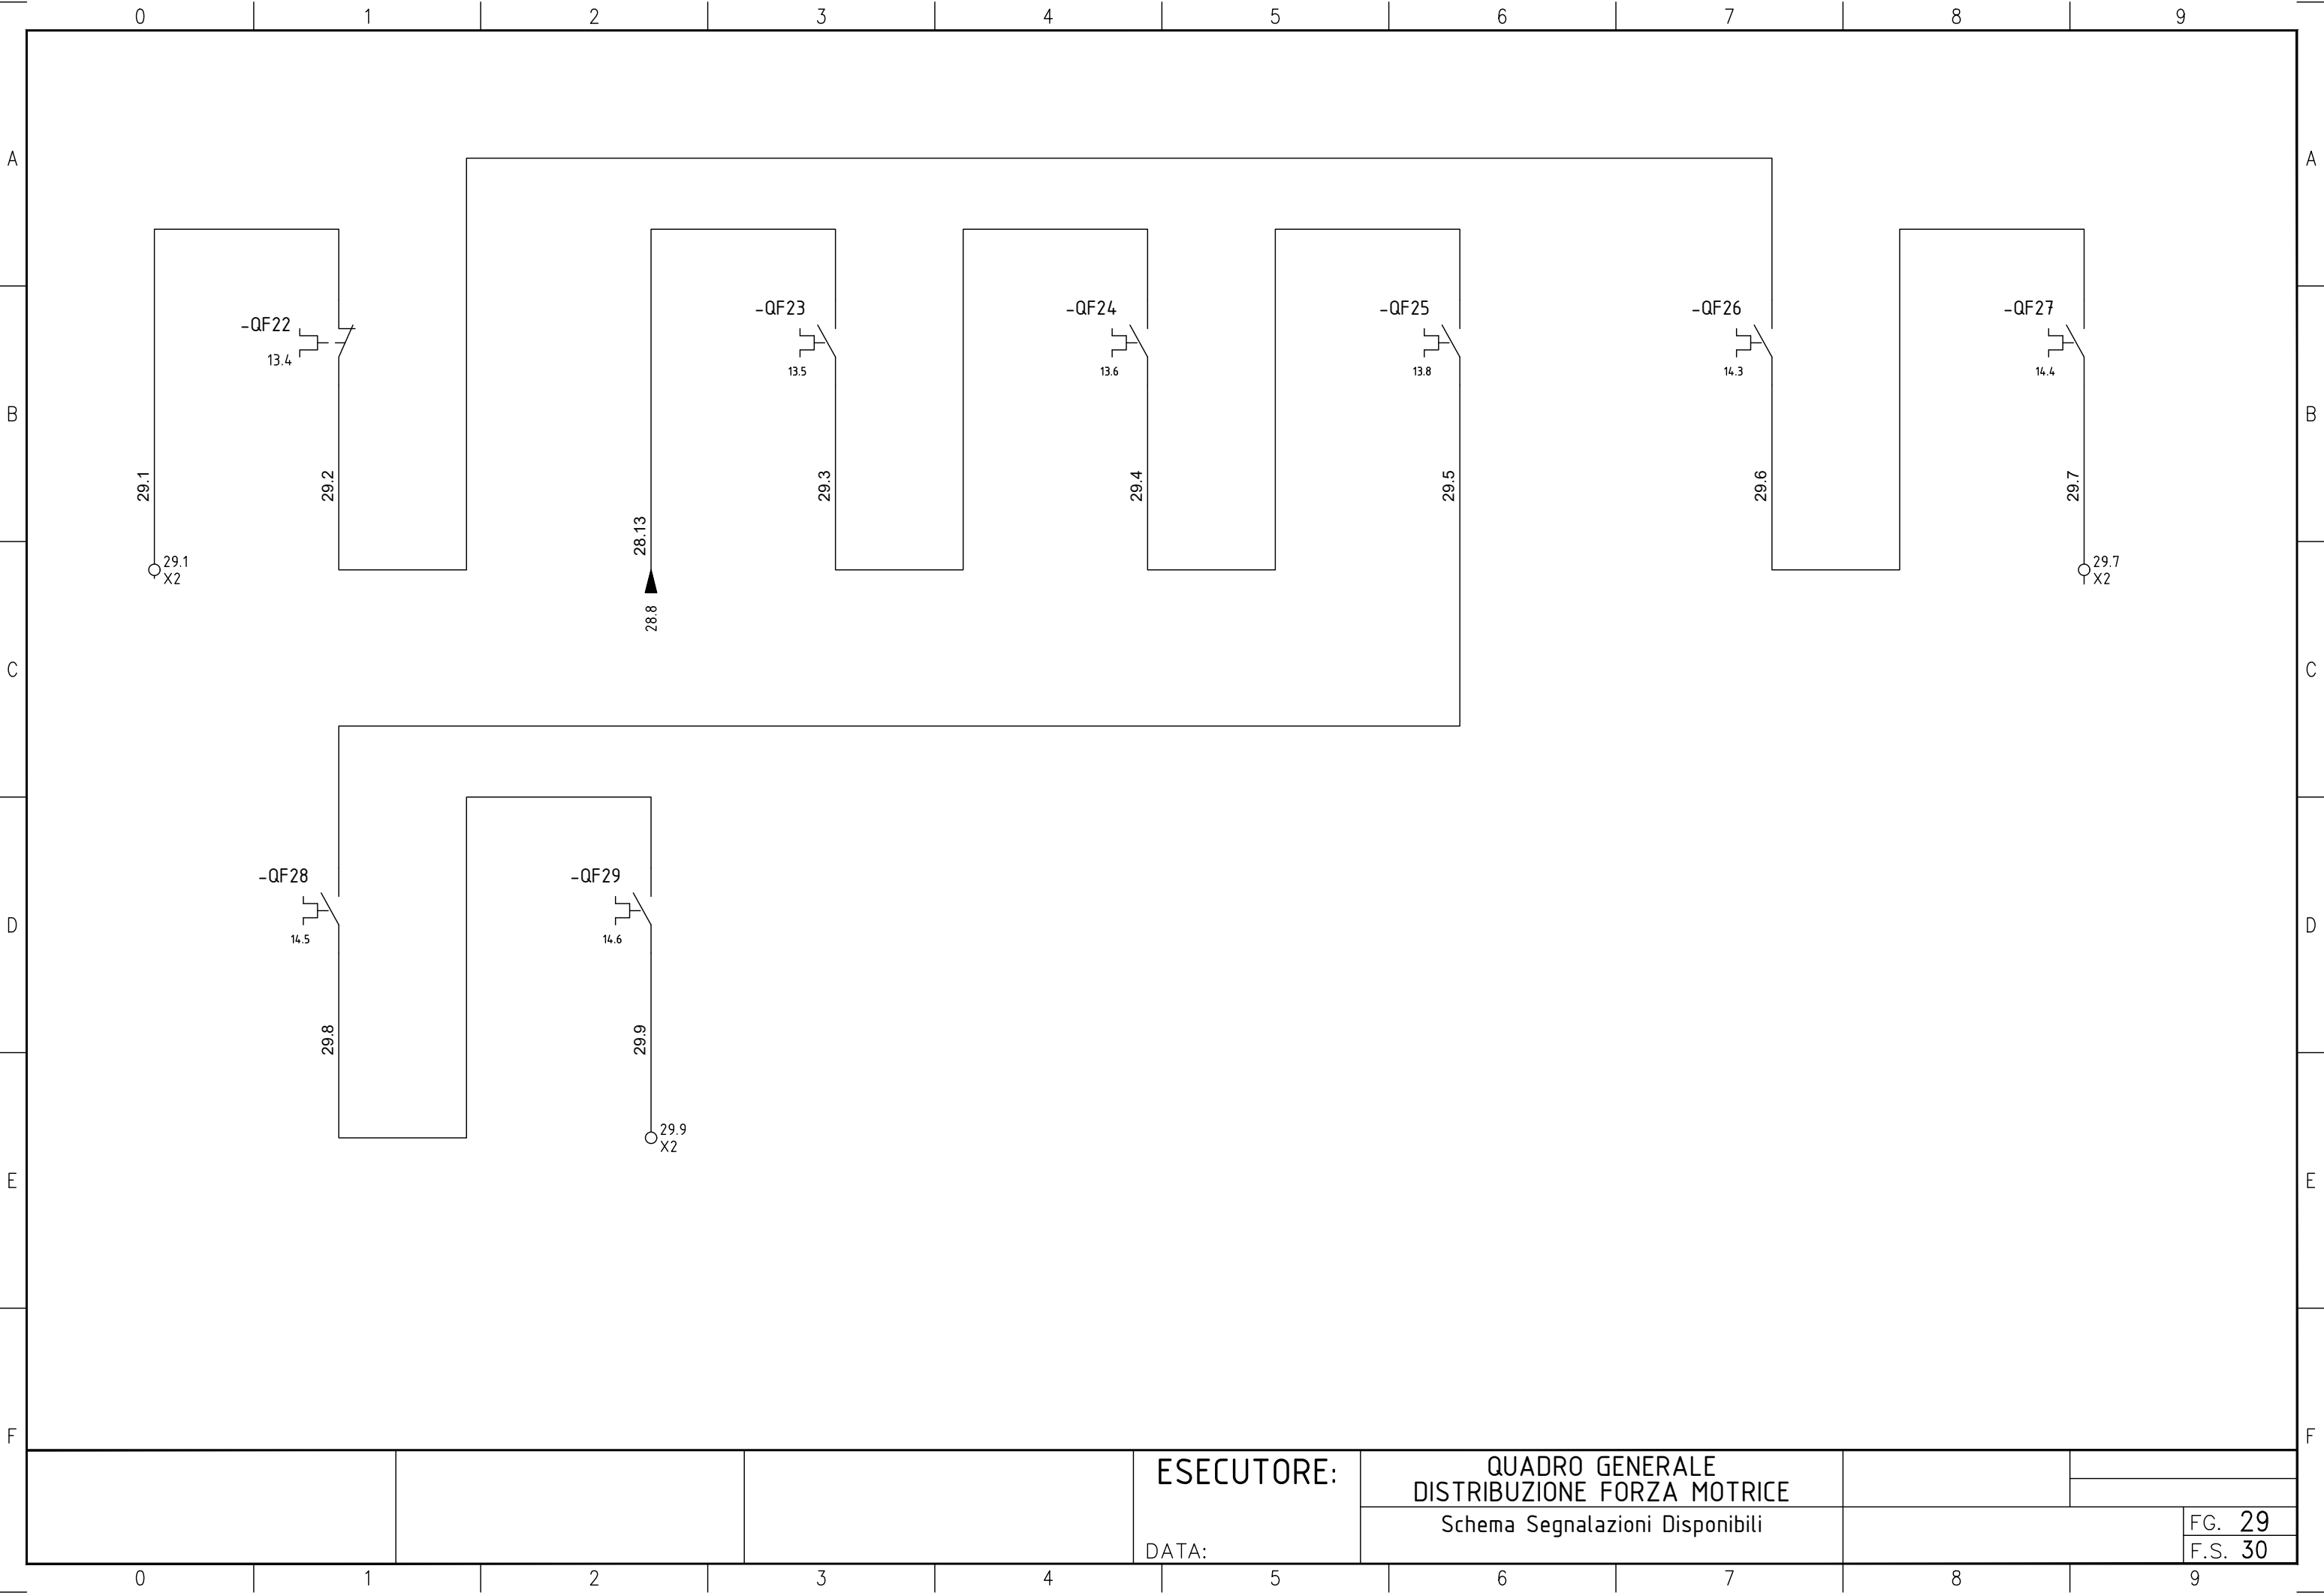 0 1 2 3 4 5 6 7 8 9
A A
-QF22
13.4
-QF23
13.5
-QF24
13.6
-QF25
13.8
-QF26
14.3
-QF27
14.4
B B
29.1
29.2
28.13
29.3
29.4
29.5
29.6
29.7
29.1
X2
28.8
29.7
X2
C C
-QF28
14.5
-QF29
14.6
D D
29.8
29.9
29.9
X2
E E
F F
ESECUTORE:
DATA:
QUADRO GENERALE
DISTRIBUZIONE FORZA MOTRICE
Schema Segnalazioni Disponibili
FG. 29
F.S. 30
0 1 2 3 4 5 6 7 8 9